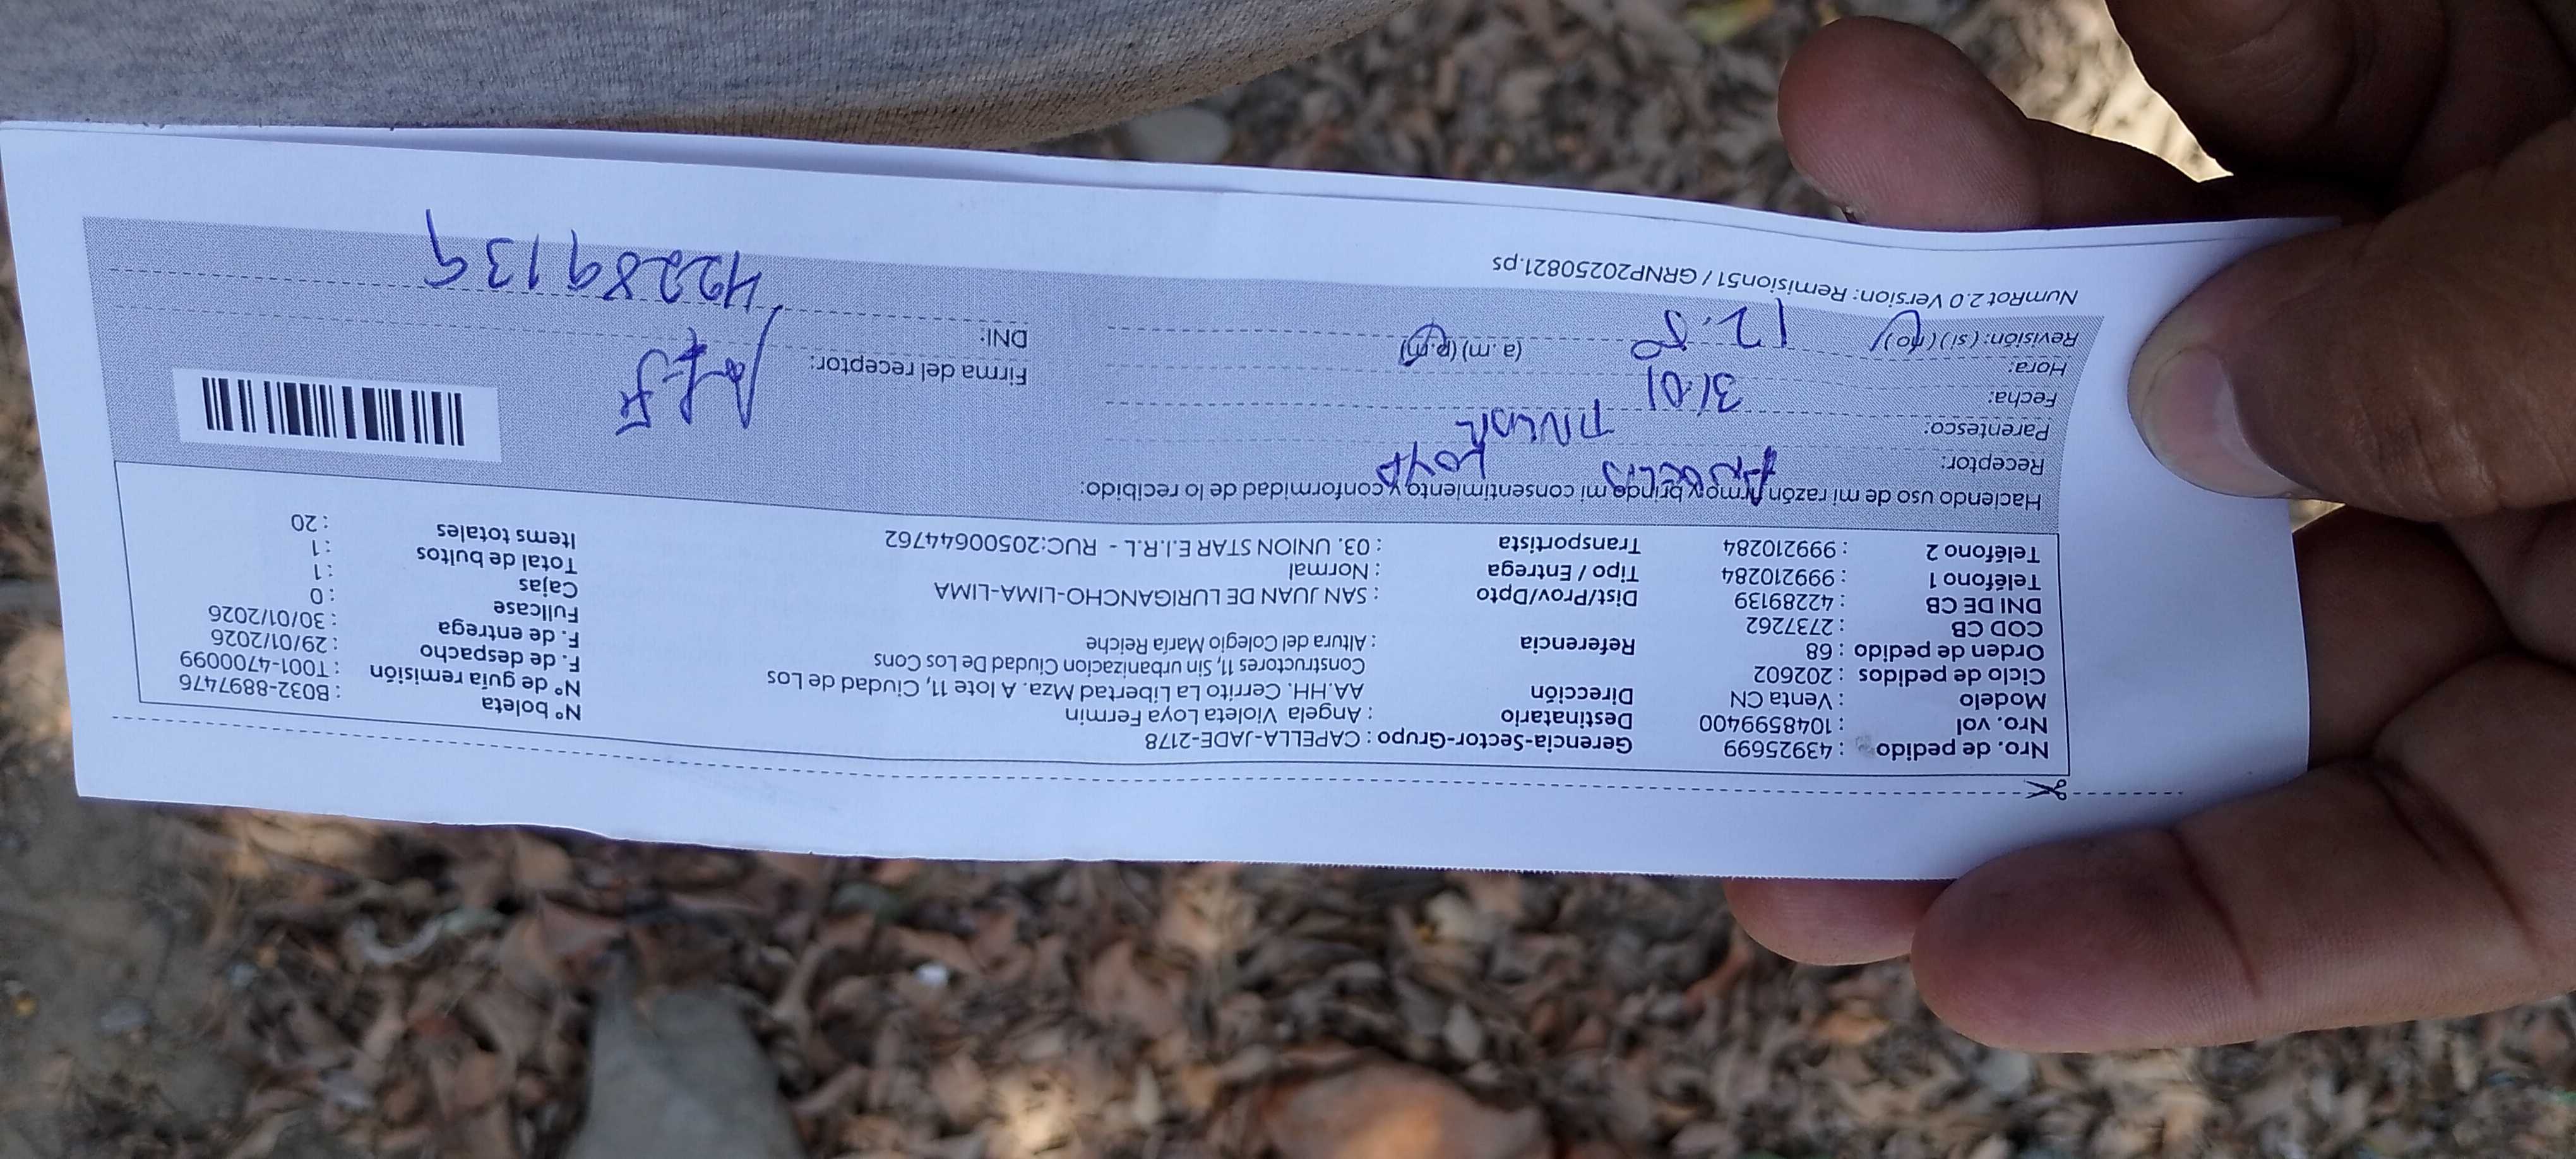 Nro. de pedido : 43925699
Nro. vol : 1048599400
Modelo : Venta CN
Ciclo de pedidos : 202602
Orden de pedido : 68
COD CB : 2737262
DNI DE CB : 42289139
Teléfono 1 : 999210284
Teléfono 2 : 999210284
Gerencia-Sector-Grupo : CAPELLA-JADE-2178
Destinatario : Angela Violeta Loya Fermin
Dirección AA.HH. Cerrito La Libertad Mza. A lote 11, Ciudad de Los
Constructores 11, Sin urbanizacion Ciudad De Los Cons
Referencia : Altura del Colegio María Reiche
Dist/Prov/Dpto : SAN JUAN DE LURIGANCHO-LIMA-LIMA
Tipo / Entrega : Normal
Transportista : 03. UNION STAR E.I.R.L - RUC:20500644762
N° boleta : B032-8897476
N° de guía remisión : T001-4700099
F. de despacho : 29/01/2026
F. de entrega : 30/01/2026
Fullcase : 0
Cajas : 1
Total de bultos : 1
Items totales : 20
Haciendo uso de mi razón firmo y brindo mi consentimiento y conformidad de lo recibido:
Receptor: ANGELA LOYA
Parentesco:
Fecha: 31.01
Hora: 12.50 (a.m) (p.m)
Revisión: (si) (no)
Firma del receptor:
DNI: 42289139
NumRot 2.0 Version: Remision51 / GRNP20250821.ps